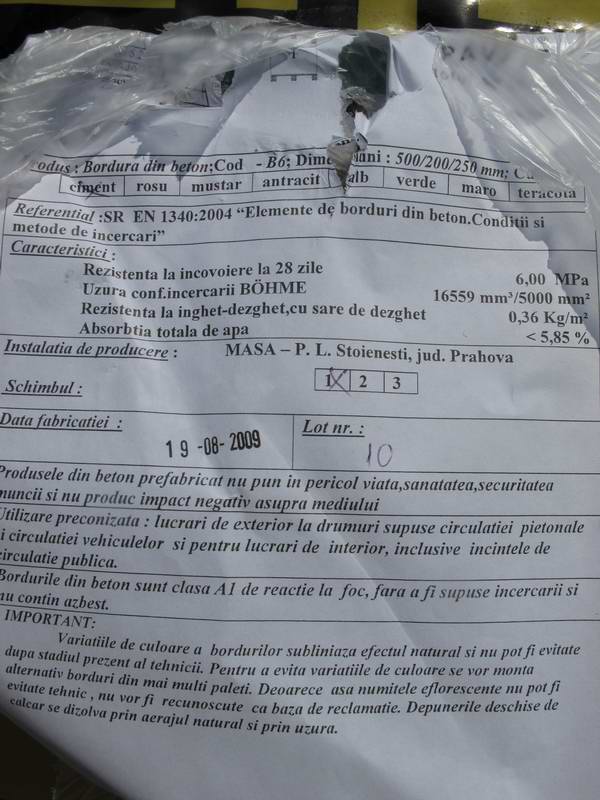 : Bordura din beton;Cod - B6; : 500/200/250 mm;
ciment rosu mustar antracit alb verde maro teracota
Referential :SR EN 1340:2004 “Elemente de borduri din beton.Conditii si
metode de incercari”
Caracteristici :
Rezistenta la incovoiere la 28 zile 6,00 MPa
Uzura conf.incercarii BÖHME 16559 mm³/5000 mm²
Rezistenta la inghet-dezghet,cu sare de dezghet 0,36 Kg/m²
Absorbtia totala de apa < 5,85 %
Instalatia de producere : MASA – P. L. Stoienesti, jud. Prahova
Schimbul : 1 2 3
Data fabricatiei : 19-08-2009
Lot nr. : 10
Produsele din beton prefabricat nu pun in pericol viata,sanatatea,securitatea
muncii si nu produc impact negativ asupra mediului
Utilizare preconizata : lucrari de exterior la drumuri supuse circulatiei pietonale
i circulatiei vehiculelor si pentru lucrari de interior, inclusive incintele de
circulatie publica.
Bordurile din beton sunt clasa A1 de reactie la foc, fara a fi supuse incercarii si
nu contin azbest.
IMPORTANT:
Variatiile de culoare a bordurilor subliniaza efectul natural si nu pot fi evitate
dupa stadiul prezent al tehnicii. Pentru a evita variatiile de culoare se vor monta
alternativ borduri din mai multi paleti. Deoarece asa numitele eflorescente nu pot fi
evitate tehnic , nu vor fi recunoscute ca baza de reclamatie. Depunerile deschise de
calcar se dizolva prin aerajul natural si prin uzura.